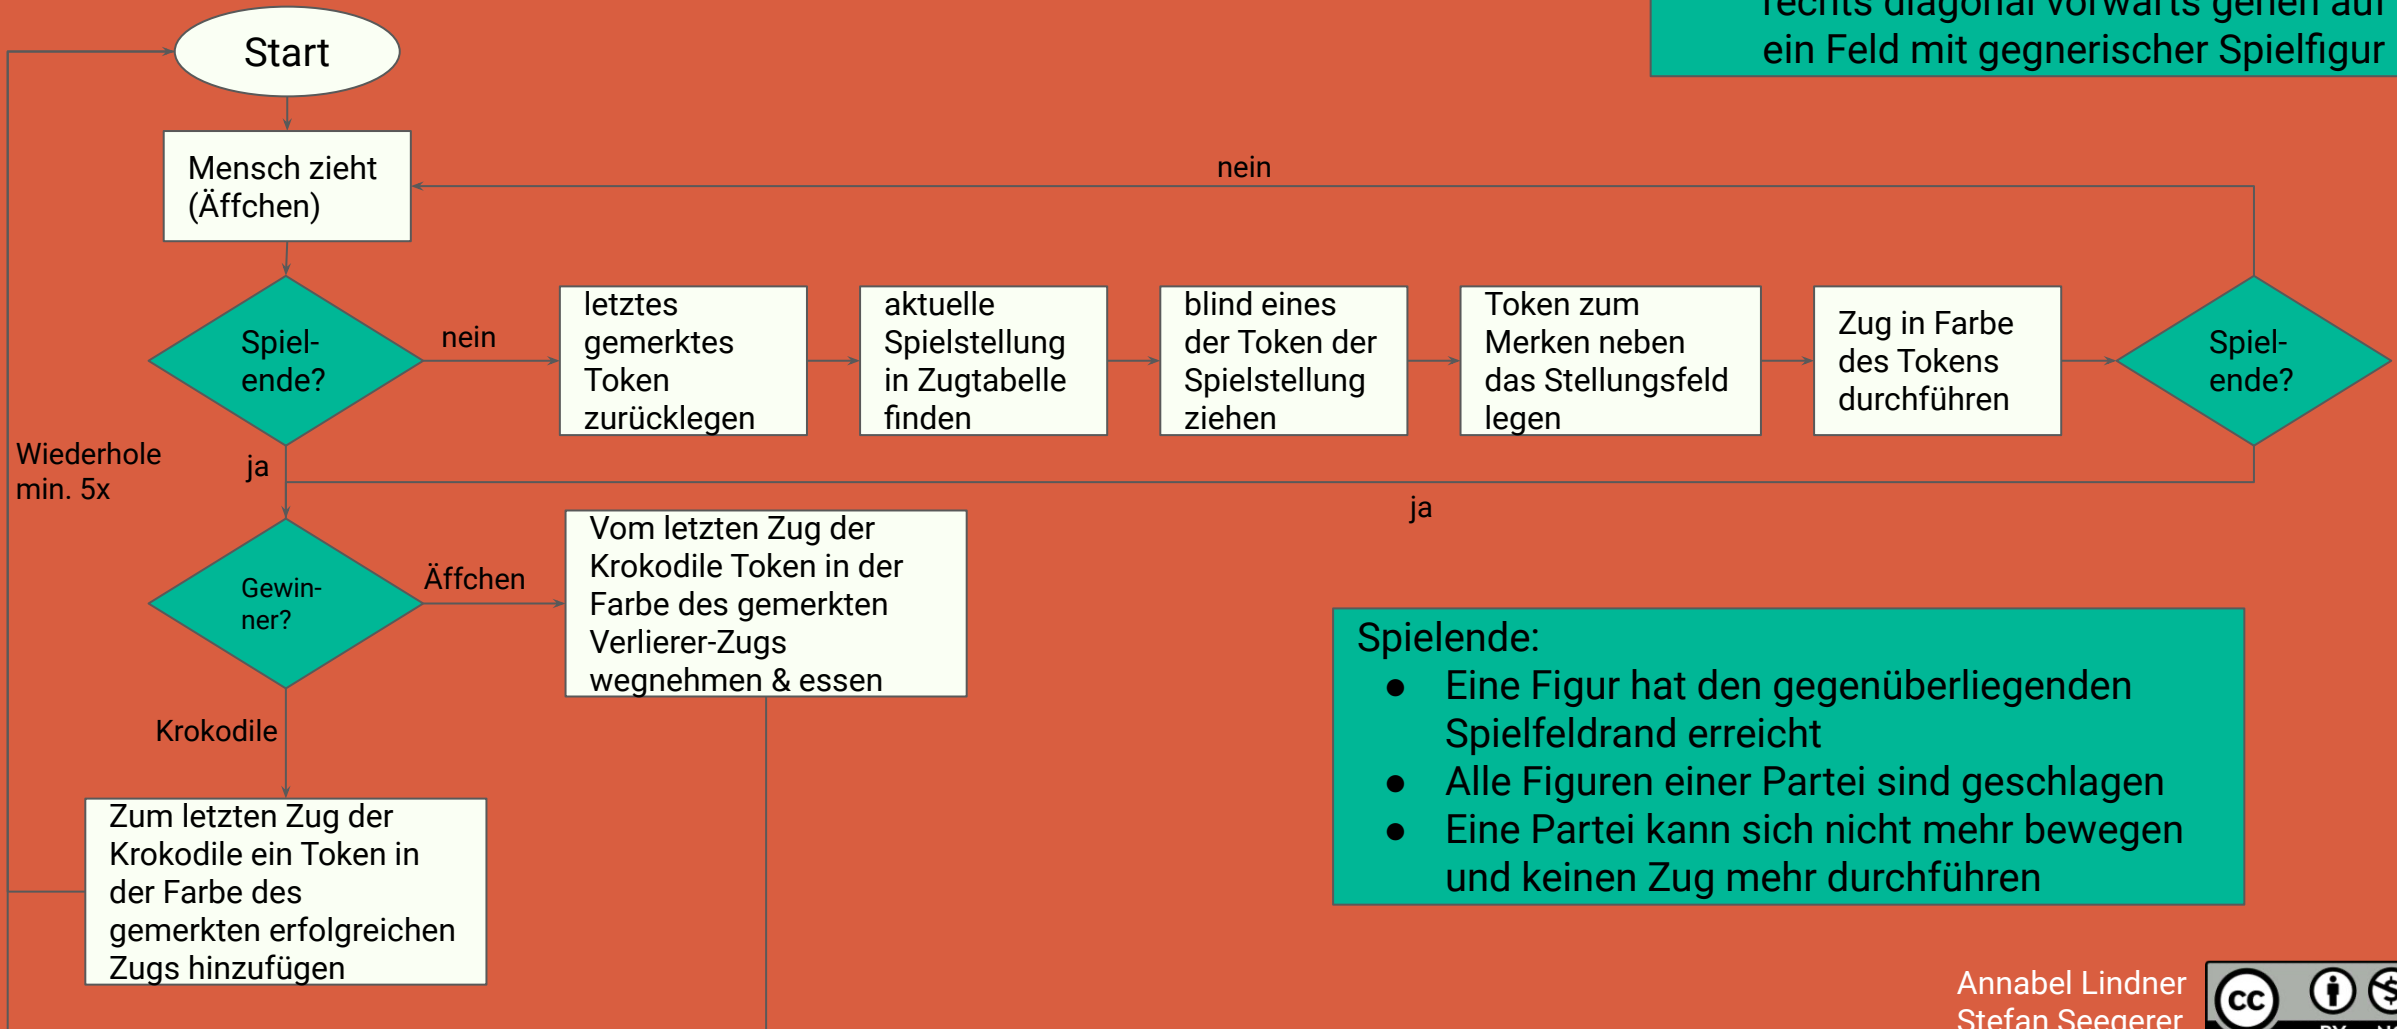 rechts diagonal vorwärts gehen auf
ein Feld mit gegnerischer Spielfigur
Start
Mensch zieht
(Äffchen)
nein
Spiel-
ende?
nein
letztes
gemerktes
Token
zurücklegen
aktuelle
Spielstellung
in Zugtabelle
finden
blind eines
der Token der
Spielstellung
ziehen
Token zum
Merken neben
das Stellungsfeld
legen
Zug in Farbe
des Tokens
durchführen
Spiel-
ende?
Wiederhole
min. 5x
ja
ja
Gewin-
ner?
Äffchen
Vom letzten Zug der
Krokodile Token in der
Farbe des gemerkten
Verlierer-Zugs
wegnehmen & essen
Krokodile
Zum letzten Zug der
Krokodile ein Token in
der Farbe des
gemerkten erfolgreichen
Zugs hinzufügen
Spielende:
● Eine Figur hat den gegenüberliegenden
Spielfeldrand erreicht
● Alle Figuren einer Partei sind geschlagen
● Eine Partei kann sich nicht mehr bewegen
und keinen Zug mehr durchführen
Annabel Lindner
Stefan Seegerer
cc
BY